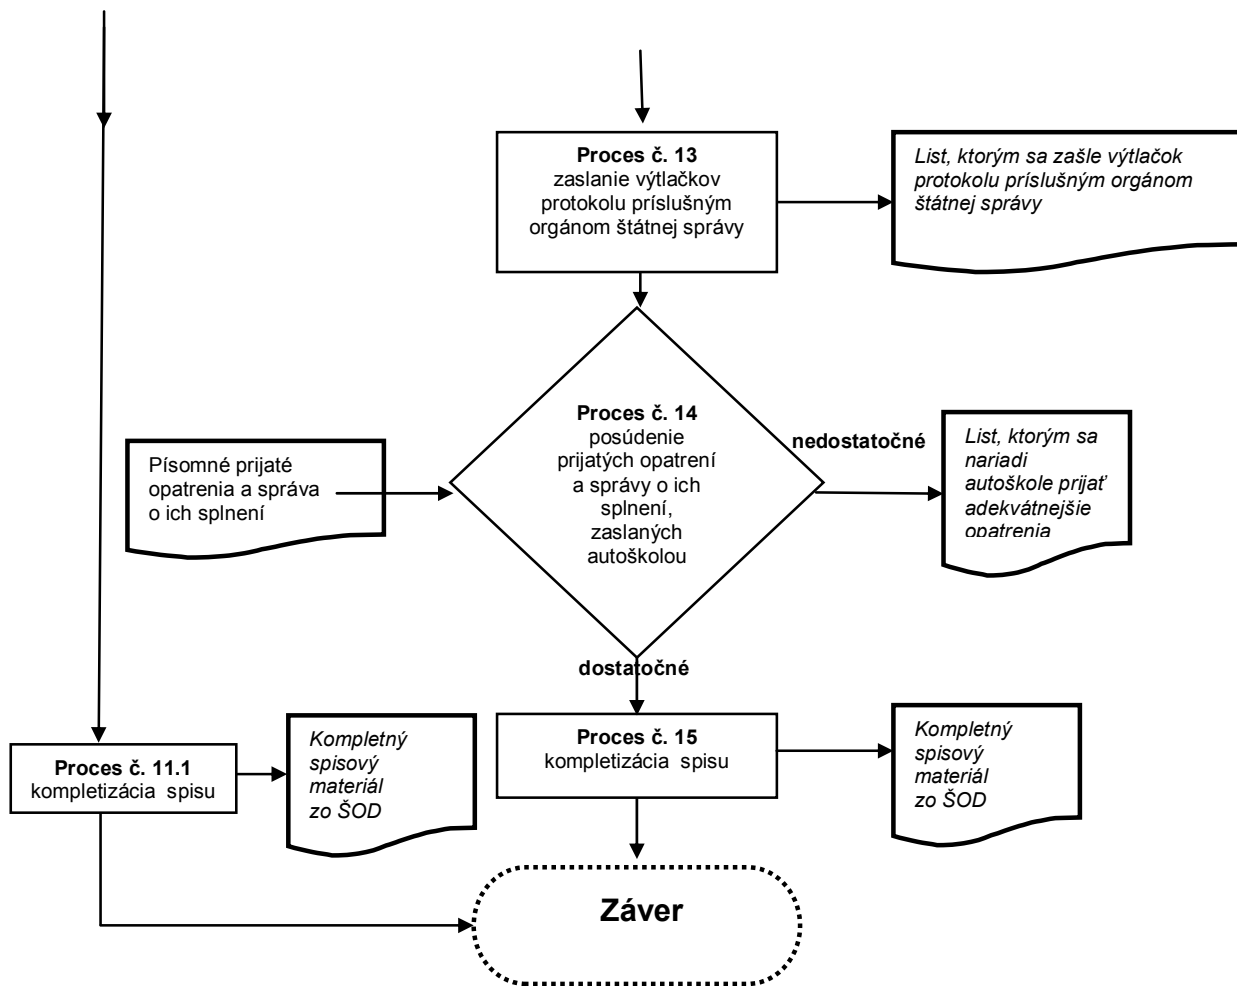 Proces č. 13
zaslanie výtlačkov
protokolu príslušným
orgánom štátnej správy
List, ktorým sa zašle výtlačok
protokolu príslušným orgánom
štátnej správy
Proces č. 14
posúdenie
prijatých opatrení
a správy o ich
splnení,
zaslaných
autoškolou
nedostatočné
List, ktorým sa
nariadi
autoškole prijať
adekvátnejšie
opatrenia
Písomné prijaté
opatrenia a správa
o ich splnení
dostatočné
Proces č. 15
kompletizácia spisu
Kompletný
spisový
materiál
zo ŠOD
Proces č. 11.1
kompletizácia spisu
Kompletný
spisový
materiál
zo ŠOD
Záver